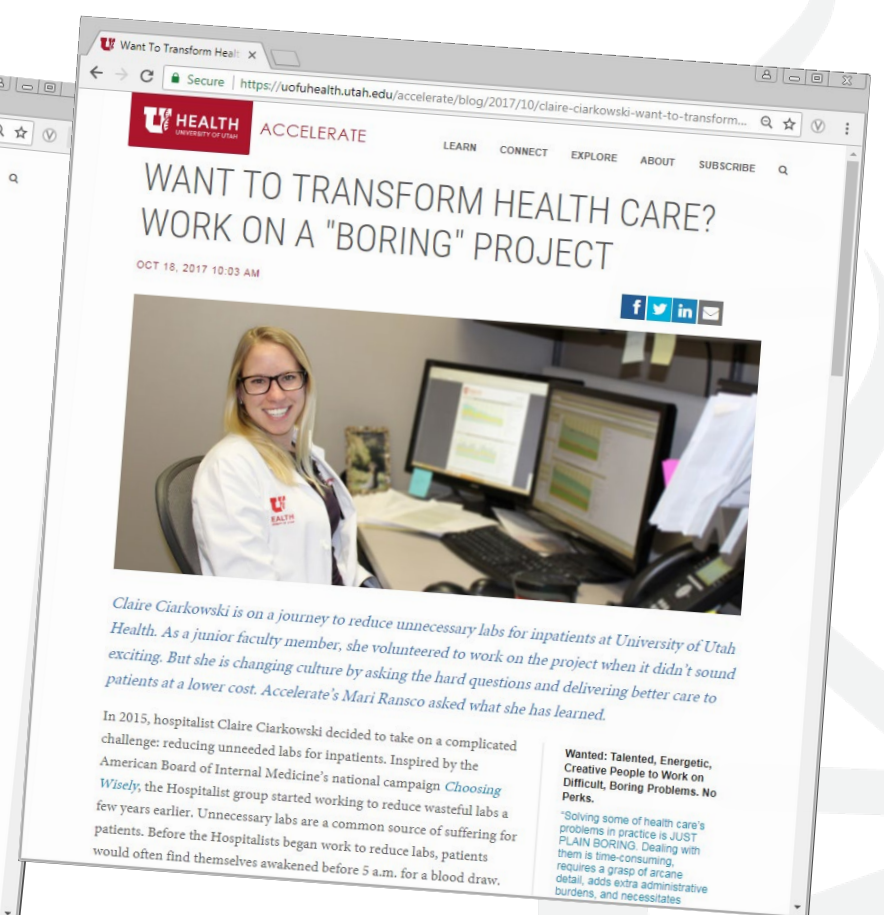 Want To Transform Healt
Secure | https://uofuhealth.utah.edu/accelerate/blog/2017/10/claire-ciarkowski-want-to-transform...
U HEALTH
UNIVERSITY OF UTAH
ACCELERATE
LEARN CONNECT EXPLORE ABOUT SUBSCRIBE
WANT TO TRANSFORM HEALTH CARE?
WORK ON A "BORING" PROJECT
OCT 18, 2017 10:03 AM
f in
U
EALTH
Claire Ciarkowski is on a journey to reduce unnecessary labs for inpatients at University of Utah
Health. As a junior faculty member, she volunteered to work on the project when it didn't sound
exciting. But she is changing culture by asking the hard questions and delivering better care to
patients at a lower cost. Accelerate's Mari Ransco asked what she has learned.
In 2015, hospitalist Claire Ciarkowski decided to take on a complicated
challenge: reducing unneeded labs for inpatients. Inspired by the
American Board of Internal Medicine's national campaign Choosing
Wisely, the Hospitalist group started working to reduce wasteful labs a
few years earlier. Unnecessary labs are a common source of suffering for
patients. Before the Hospitalists began work to reduce labs, patients
would often find themselves awakened before 5 a.m. for a blood draw.
Wanted: Talented, Energetic,
Creative People to Work on
Difficult, Boring Problems. No
Perks.
"Solving some of health care's
problems in practice is JUST
PLAIN BORING. Dealing with
them is time-consuming,
requires a grasp of arcane
detail, adds extra administrative
burdens, and necessitates